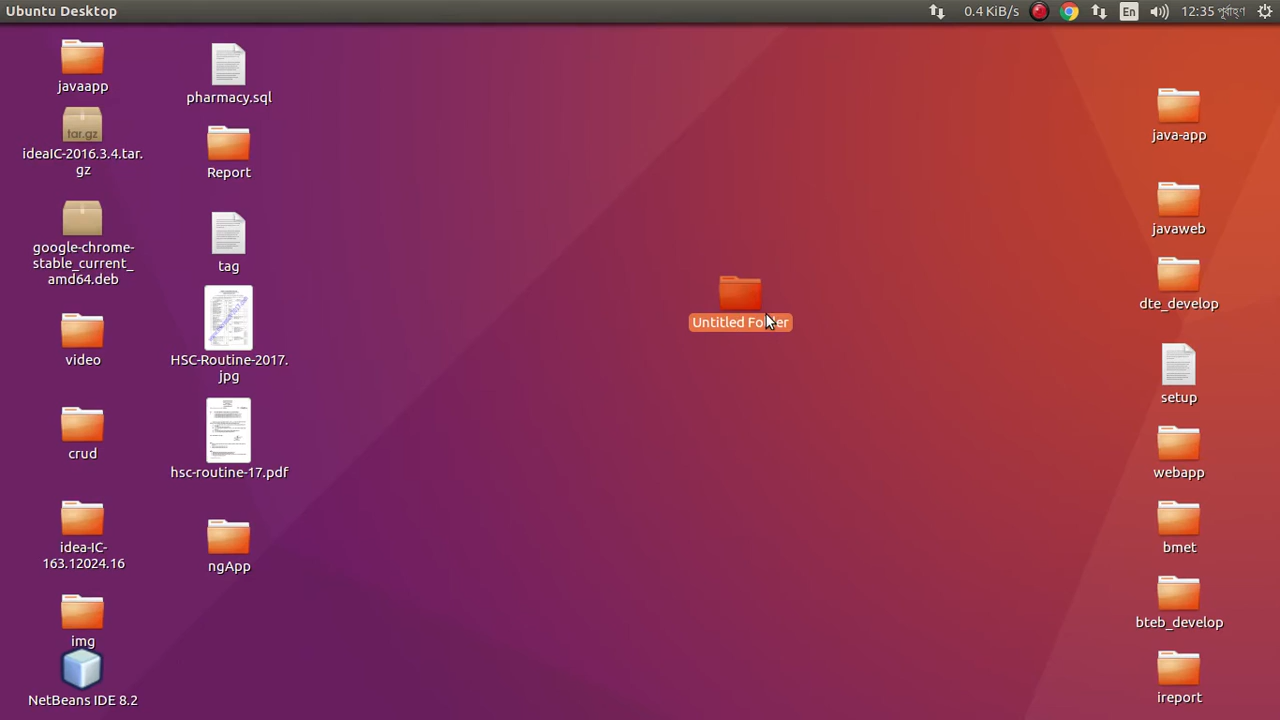 Ubuntu Desktop
0.4 KiB/s
En
12:35 পূর্বাহ্ণ
javaapp
tar.gz
ideaIC-2016.3.4.tar.
gz
google-chrome-
stable_current_
amd64.deb
video
crud
idea-IC-
163.12024.16
img
NetBeans IDE 8.2
pharmacy.sql
Report
tag
HSC-Routine-2017.
jpg
hsc-routine-17.pdf
ngApp
java-app
javaweb
dte_develop
setup
webapp
bmet
bteb_develop
ireport